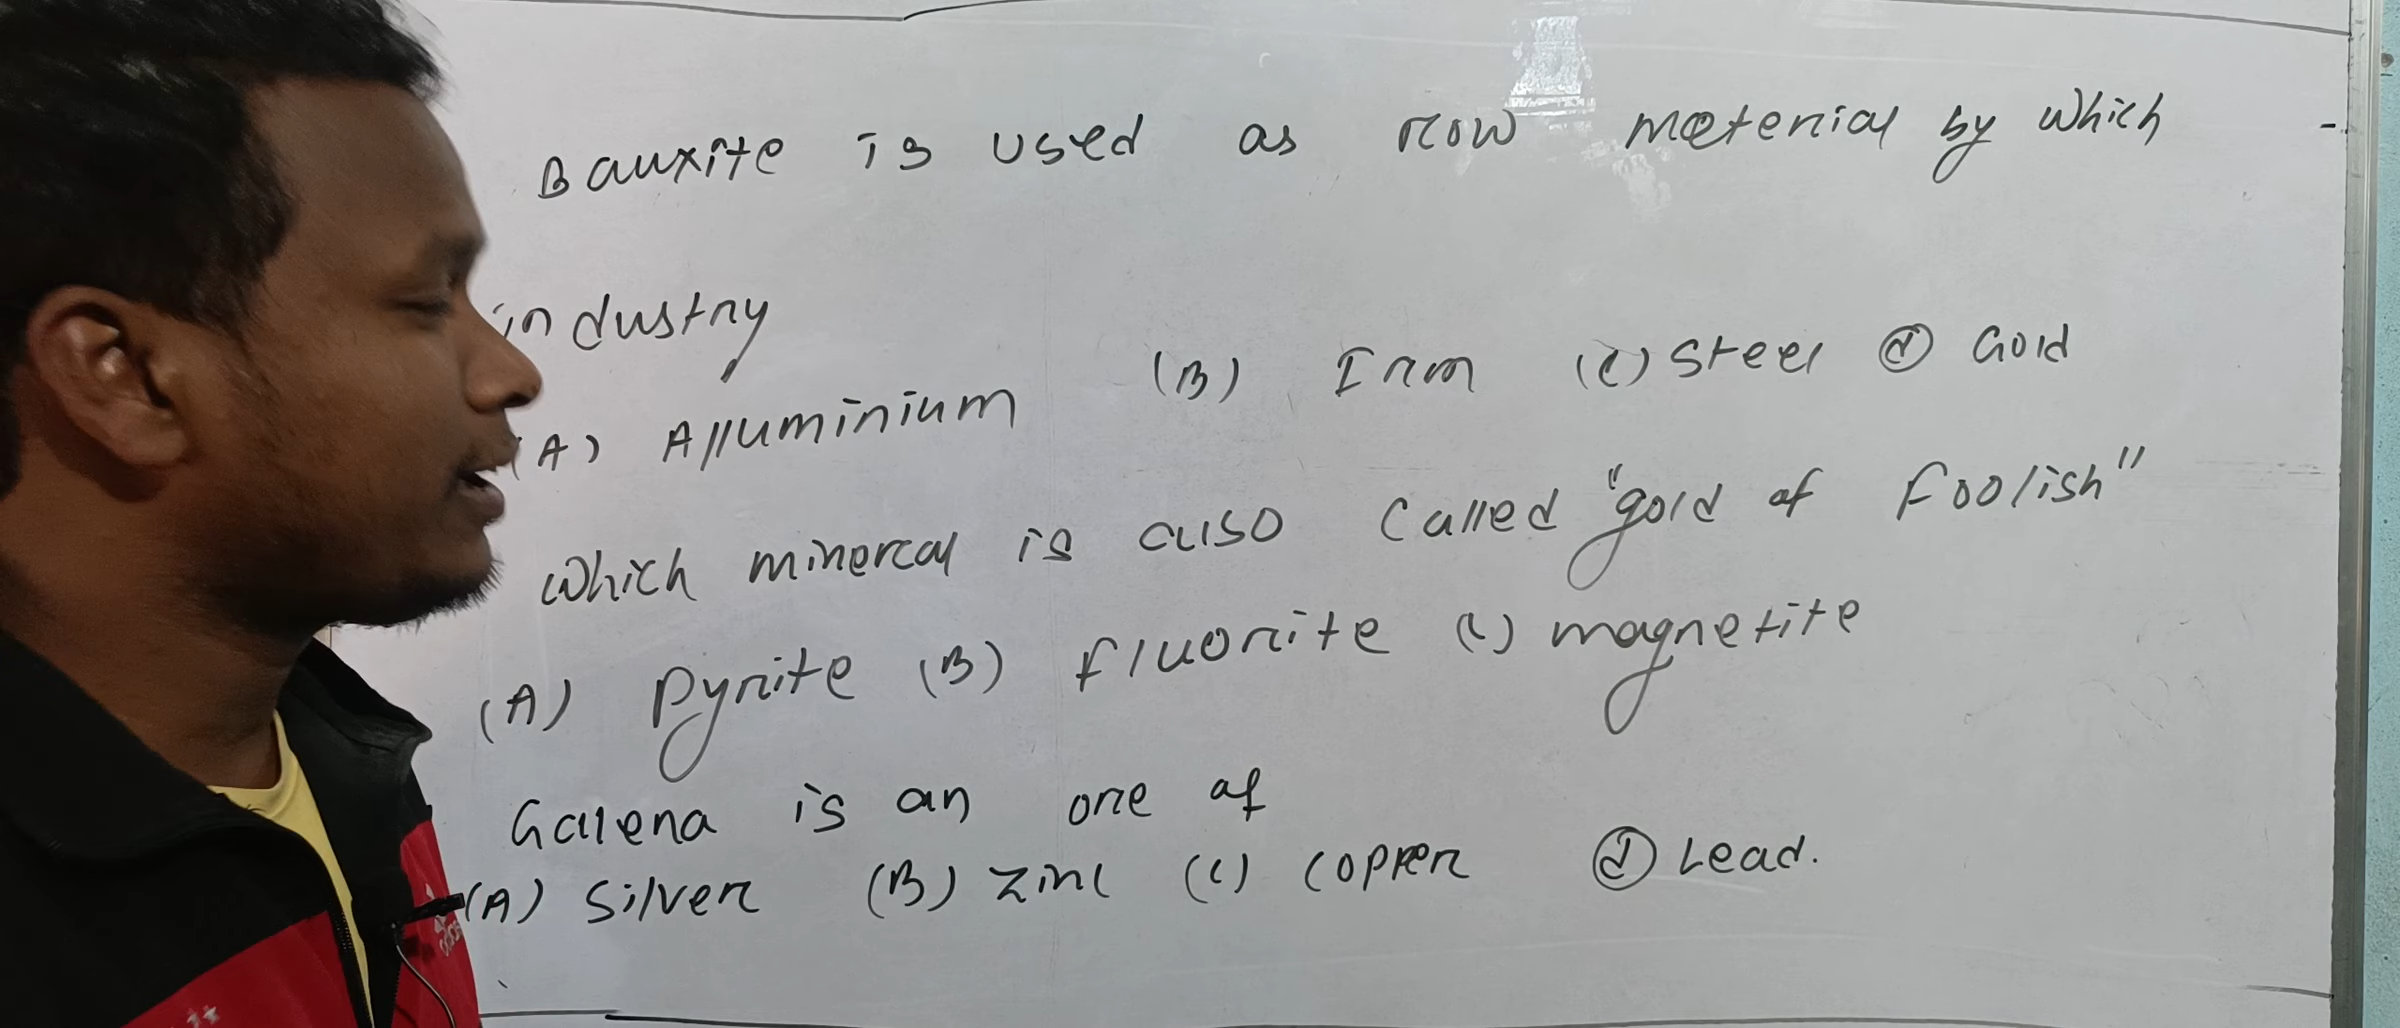 Bauxite is used as row meterial by which
industry
(A) Alluminium (B) Iron (C) Steel (d) Gold
which minercal is also called "gold of foolish"
(A) Pyrite (B) fluorite (C) magnetite
Galena is an ore of
(A) Silver (B) zinc (C) copper (d) Lead.